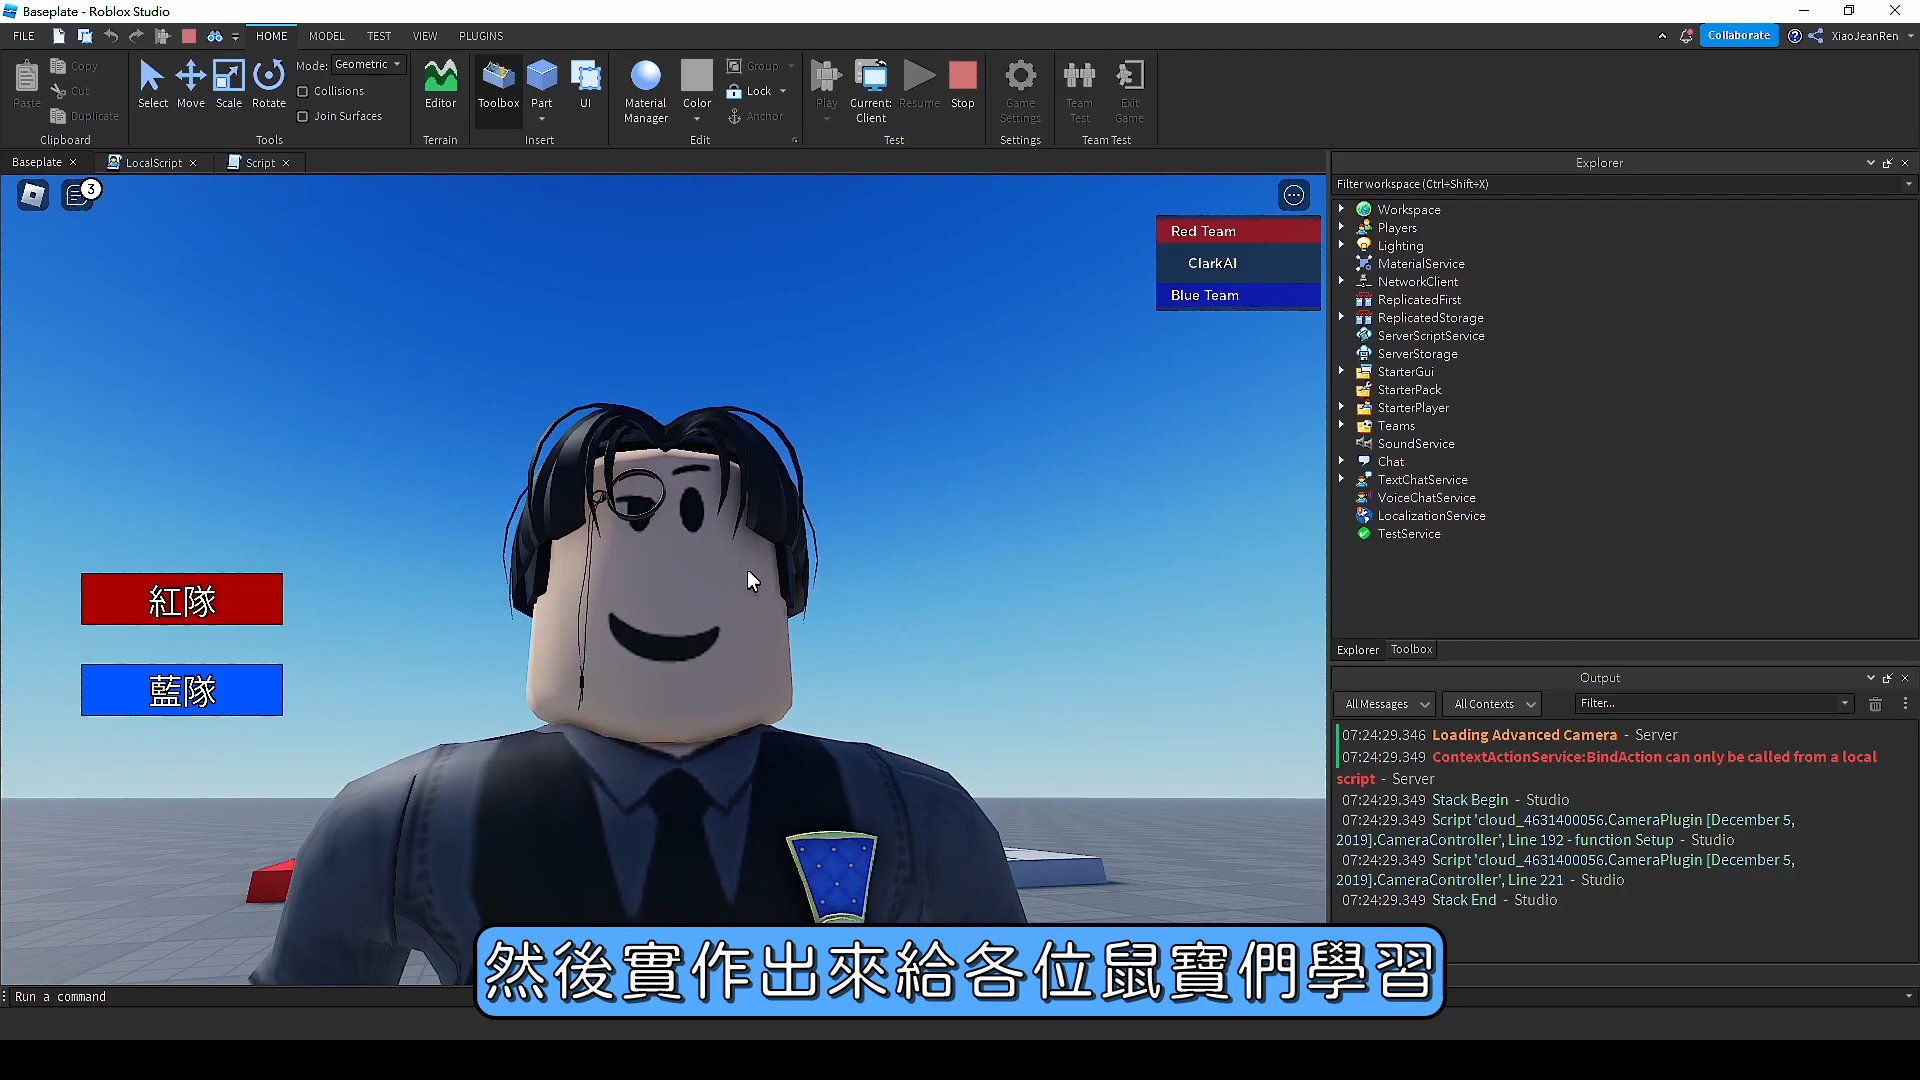 Baseplate - Roblox Studio
FILE HOME MODEL TEST VIEW PLUGINS Collaborate XiaoJeanRen
Paste Copy Cut Duplicate
Clipboard
Select Move Scale Rotate Mode: Geometric Collisions Join Surfaces
Tools
Editor
Terrain
Toolbox Part UI
Insert
Material Manager Color Group Lock Anchor
Edit
Play Current: Client Resume Stop
Test
Game Settings
Settings
Team Test Exit Game
Team Test
Baseplate LocalScript Script
3
Red Team
ClarkAI
Blue Team
紅隊
藍隊
然後實作出來給各位鼠寶們學習
Run a command
Explorer
Filter workspace (Ctrl+Shift+X)
Workspace
Players
Lighting
MaterialService
NetworkClient
ReplicatedFirst
ReplicatedStorage
ServerScriptService
ServerStorage
StarterGui
StarterPack
StarterPlayer
Teams
SoundService
Chat
TextChatService
VoiceChatService
LocalizationService
TestService
Explorer Toolbox
Output
All Messages All Contexts Filter...
07:24:29.346 Loading Advanced Camera - Server
07:24:29.349 ContextActionService:BindAction can only be called from a local
script - Server
07:24:29.349 Stack Begin - Studio
07:24:29.349 Script 'cloud_4631400056.CameraPlugin [December 5,
2019].CameraController', Line 192 - function Setup - Studio
07:24:29.349 Script 'cloud_4631400056.CameraPlugin [December 5,
2019].CameraController', Line 221 - Studio
07:24:29.349 Stack End - Studio